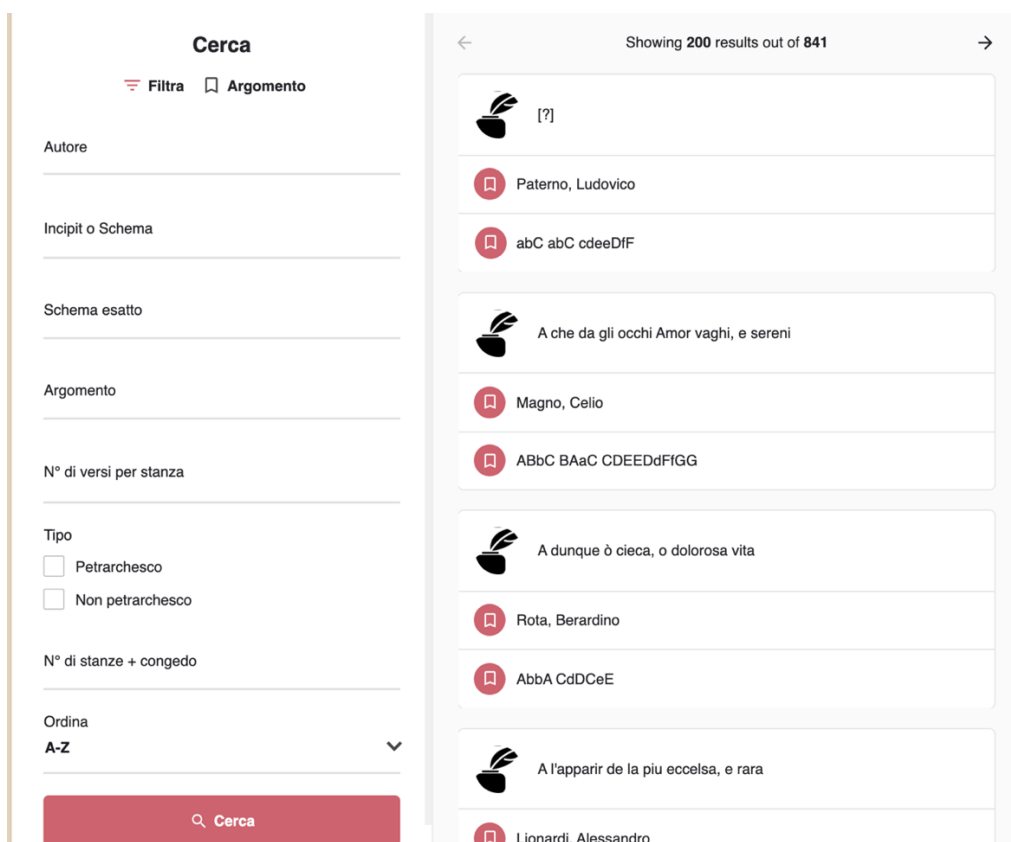 Cerca
Filtra Argomento
Autore
Incipit o Schema
Schema esatto
Argomento
N° di versi per stanza
Tipo
Petrarchesco
Non petrarchesco
N° di stanze + congedo
Ordina
A-Z
Cerca
Showing 200 results out of 841
[?]
Paterno, Ludovico
abC abC cdeeDfF
A che da gli occhi Amor vaghi, e sereni
Magno, Celio
ABbC BAaC CDEEDdFfGG
A dunque ò cieca, o dolorosa vita
Rota, Berardino
AbbA CdDCeE
A l'apparir de la piu eccelsa, e rara
Lionardi, Alessandro